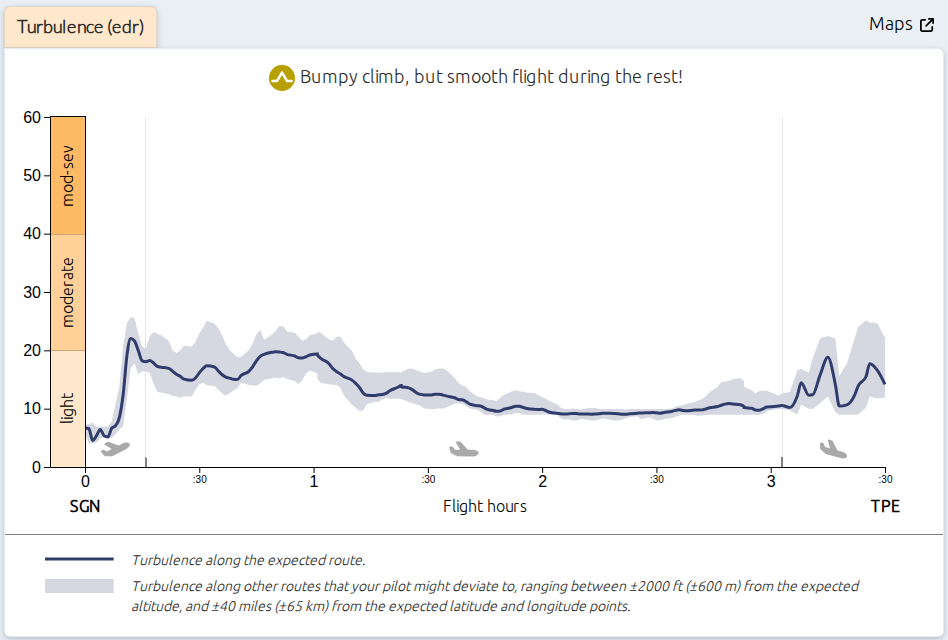 Turbulence (edr)
Maps
Bumpy climb, but smooth flight during the rest!
60
50
40
30
20
10
0
mod-sev
moderate
light
0 :30 1 :30 2 :30 3 :30
SGN Flight hours TPE
Turbulence along the expected route.
Turbulence along other routes that your pilot might deviate to, ranging between ±2000 ft (±600 m) from the expected
altitude, and ±40 miles (±65 km) from the expected latitude and longitude points.